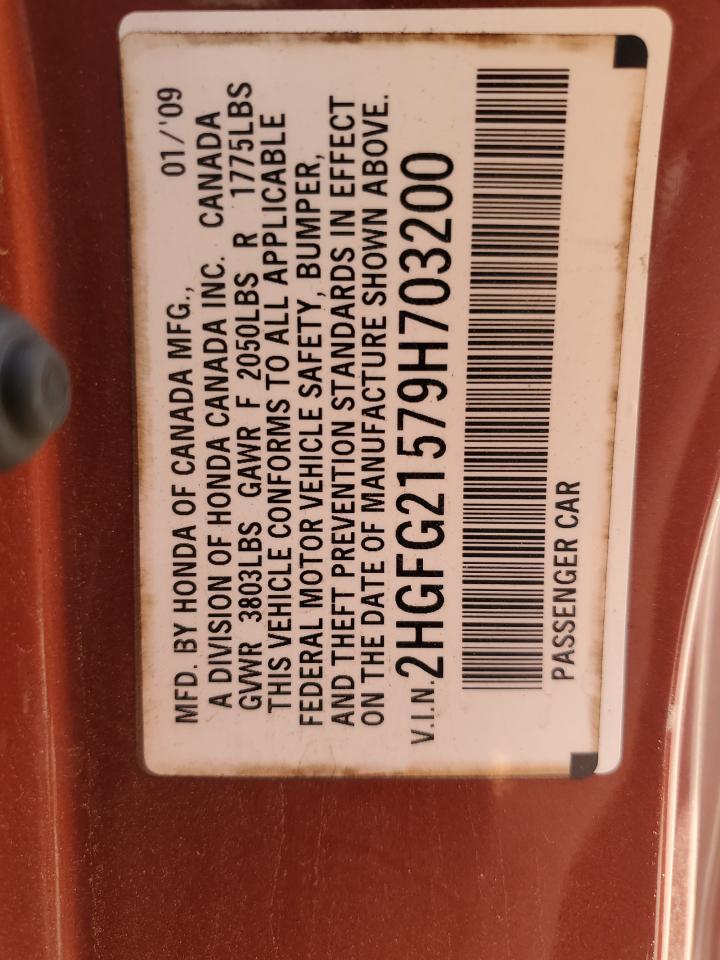 MFD. BY HONDA OF CANADA MFG., 01/'09
A DIVISION OF HONDA CANADA INC. CANADA
GVWR 3803LBS GAWR F 2050LBS R 1775LBS
THIS VEHICLE CONFORMS TO ALL APPLICABLE
FEDERAL MOTOR VEHICLE SAFETY, BUMPER,
AND THEFT PREVENTION STANDARDS IN EFFECT
ON THE DATE OF MANUFACTURE SHOWN ABOVE.
V.I.N. 2HGFG21579H703200
PASSENGER CAR